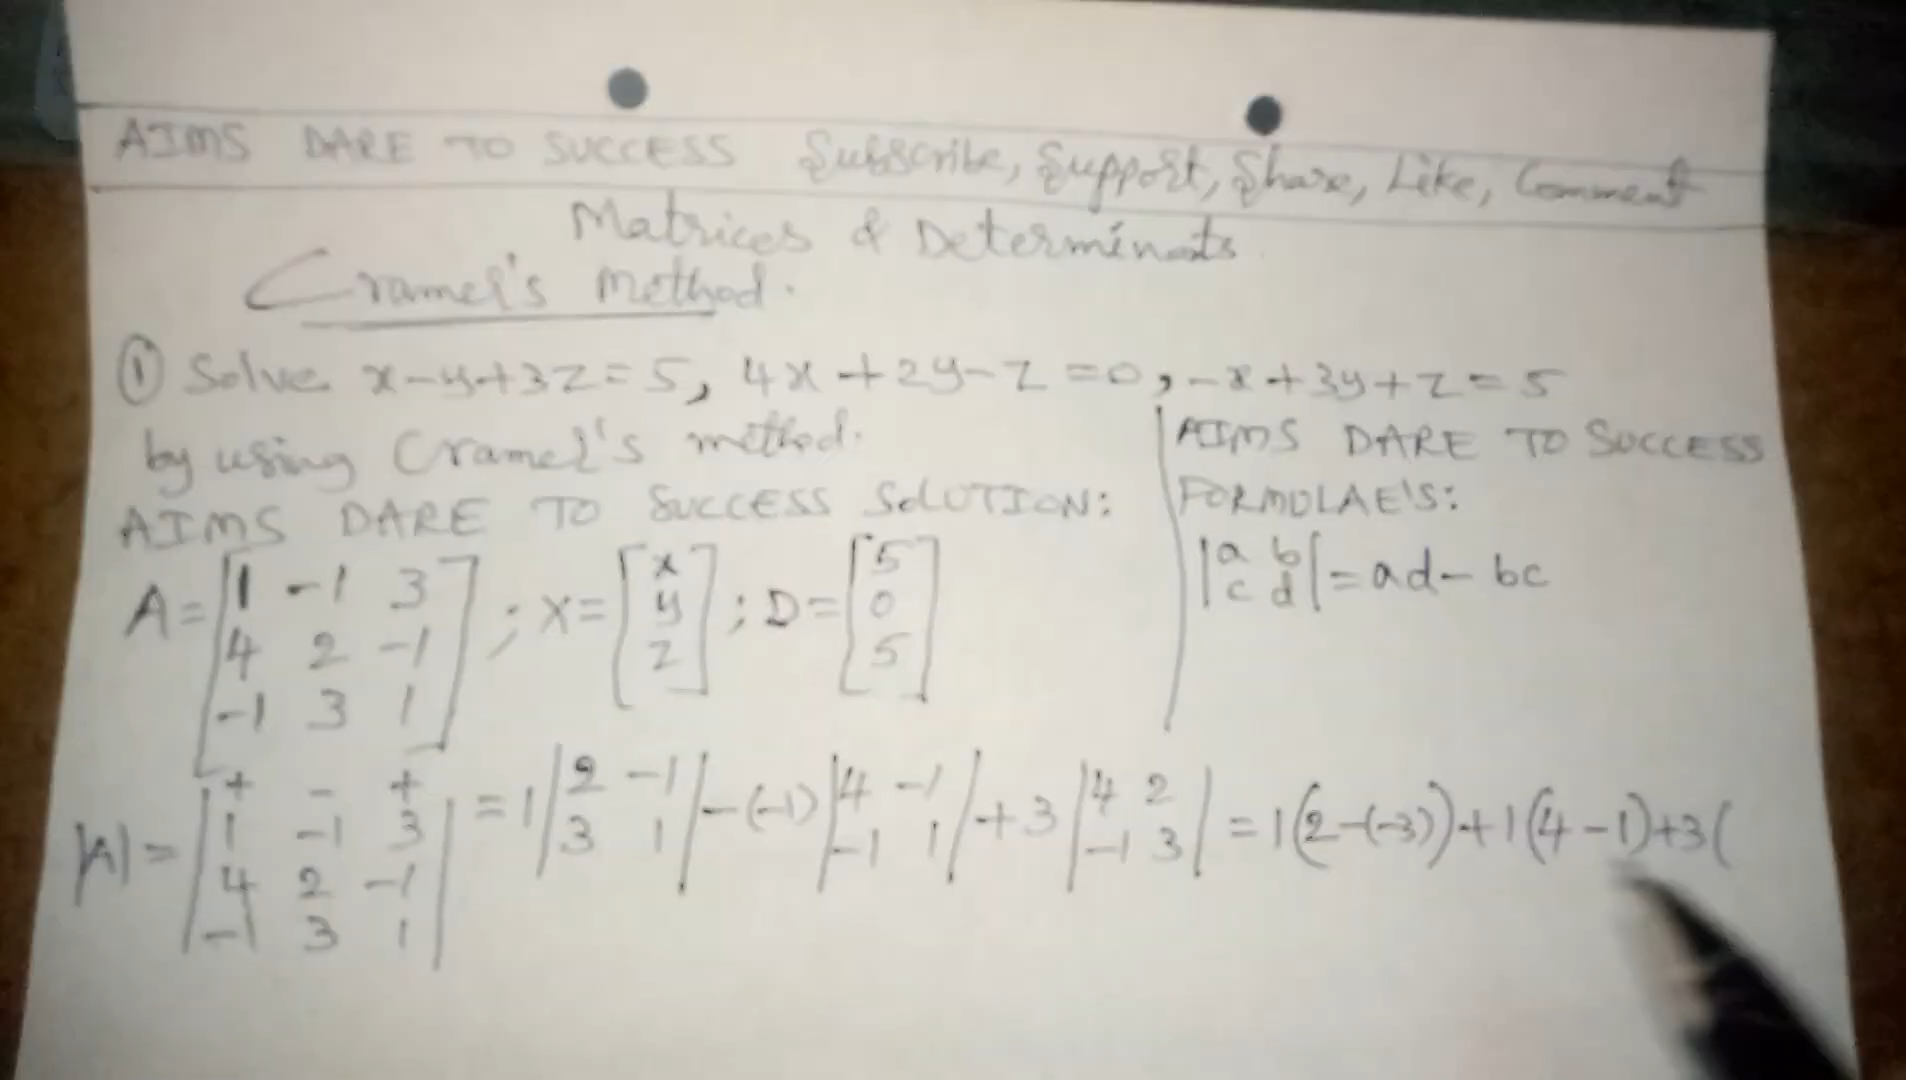 AIMS DARE TO SUCCESS Subscribe, Support, Share, Like, Comment
Matrices & Determinats
Cramer's Method.
① Solve x-y+3z=5, 4x+2y-z=0, -x+3y+z=5
by using Cramer's method.
AIMS DARE TO SUCCESS SOLUTION:
AIMS DARE TO SUCCESS
FORMULAE'S:
|a b|
|c d| = ad - bc
A = [1 -1 3; X = [x; D = [5
4 2 -1 y 0
-1 3 1] z] 5]
+ - +
|A| = |1 -1 3| = 1|2 -1| -(-1)|4 -1| +3|4 2| = 1(2-(-3))+1(4-1)+3(
|4 2 -1| |3 1| |-1 1| |-1 3|
|-1 3 1|